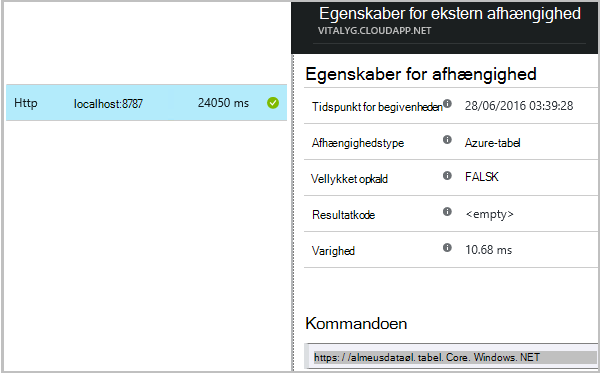 Egenskaber for ekstern afhængighed
VITALYG.CLOUDAPP.NET
Http localhost:8787 24050 ms
Egenskaber for afhængighed
Tidspunkt for begivenheden 28/06/2016 03:39:28
Afhængighedstype Azure-tabel
Vellykket opkald FALSK
Resultatkode <empty>
Varighed 10.68 ms
Kommandoen
https: / /almeusdataøl. tabel. Core. Windows. NET